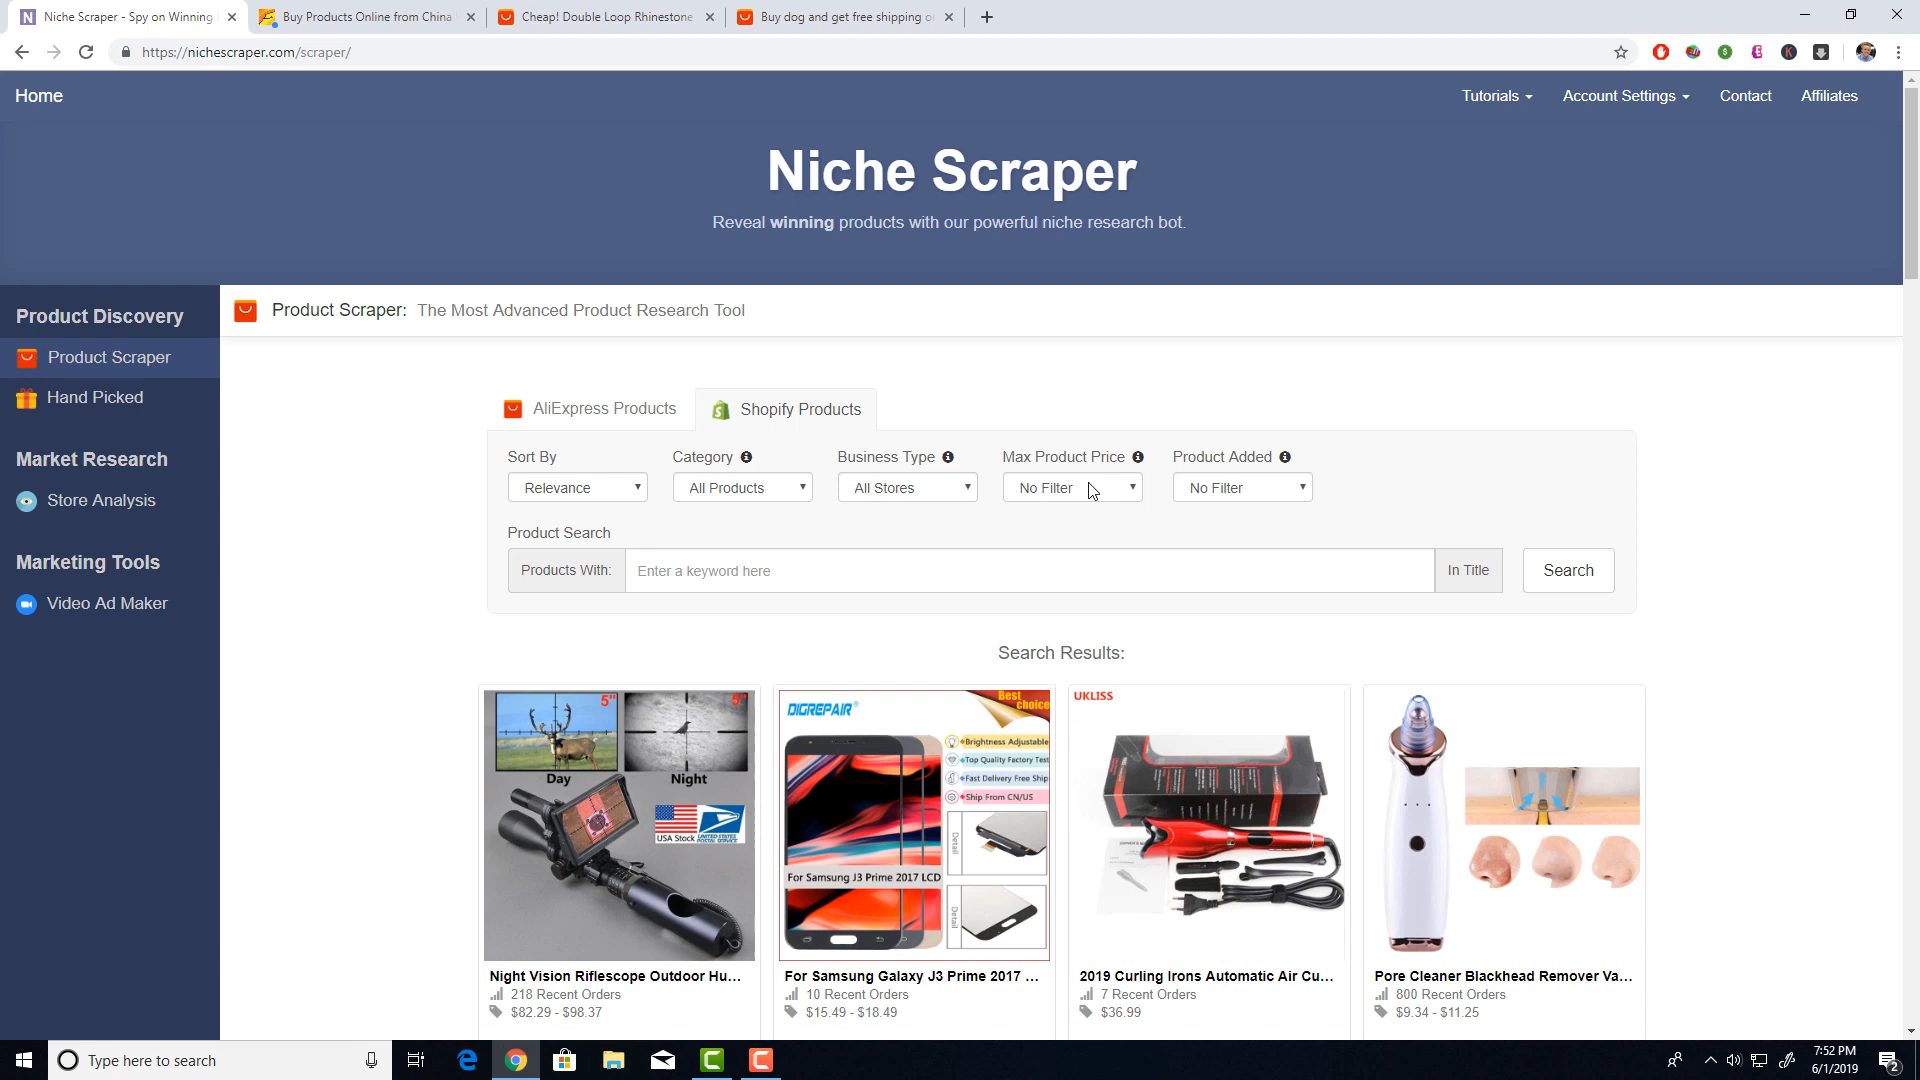 Niche Scraper - Spy on Winning
Buy Products Online from China
Cheap! Double Loop Rhinestone
Buy dog and get free shipping o
https://nichescraper.com/scraper/
Home
Tutorials
Account Settings
Contact
Affiliates
Niche Scraper
Reveal winning products with our powerful niche research bot.
Product Discovery
Product Scraper
Hand Picked
Market Research
Store Analysis
Marketing Tools
Video Ad Maker
Product Scraper: The Most Advanced Product Research Tool
AliExpress Products
Shopify Products
Sort By
Category
Business Type
Max Product Price
Product Added
Relevance
All Products
All Stores
No Filter
No Filter
Product Search
Products With:
Enter a keyword here
In Title
Search
Search Results:
5"
5"
Day
Night
USA Stock
UNITED STATES
POSTAL SERVICE
Night Vision Riflescope Outdoor Hu...
218 Recent Orders
$82.29 - $98.37
DIGREPAIR®
Best
choice
Brightness Adjustable
Top Quality Factory Test
Fast Delivery Free Ship
Ship From CN/US
Detail
For Samsung J3 Prime 2017 LCD
Detail
For Samsung Galaxy J3 Prime 2017 ...
10 Recent Orders
$15.49 - $18.49
UKLISS
2019 Curling Irons Automatic Air Cu...
7 Recent Orders
$36.99
Pore Cleaner Blackhead Remover Va...
800 Recent Orders
$9.34 - $11.25
Type here to search
7:52 PM
6/1/2019
2